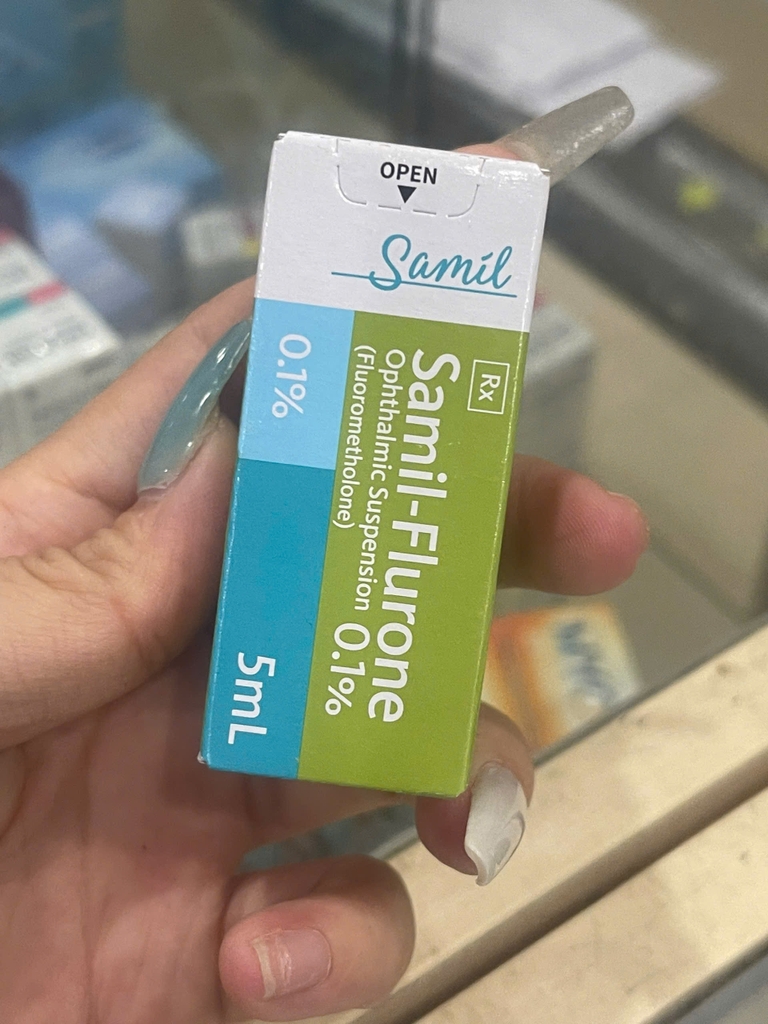 OPEN
Samil
Rx
Samil-Flurone
Ophthalmic Suspension 0.1%
(Fluorometholone)
0.1%
5mL